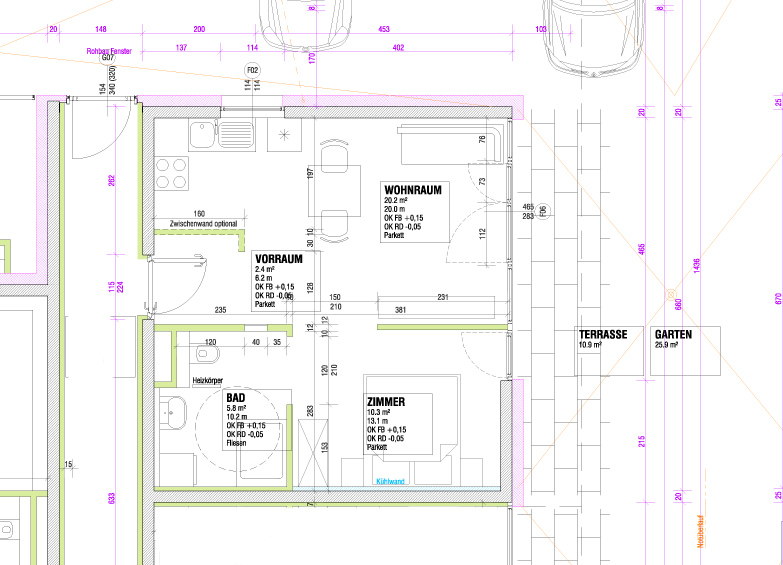 8
20
148
200
453
103
Rohbau Fenster
G07
137
114
402
170
8
154
340 (320)
F02
114
114
25
20
20
262
197
76
WOHNRAUM
20.2 m²
20.0 m
OK FB +0,15
OK RD -0,05
Parkett
73
160
Zwischenwand optional
465
283
F06
10
30
112
465
1436
VORRAUM
2.4 m²
6.2 m
OK FB +0,15
OK RD -0,05
Parkett
115
224
128
235
150
210
231
381
660
670
TERRASSE
10.9 m²
GARTEN
25.9 m²
12
12
10
120
40
35
Heizkörper
120
210
BAD
5.8 m²
10.2 m
OK FB +0,15
OK RD -0,05
Fliesen
283
ZIMMER
10.3 m²
13.1 m
OK FB +0,15
OK RD -0,05
Parkett
153
215
15
Kühlwand
633
7
20
25
Notüberlauf